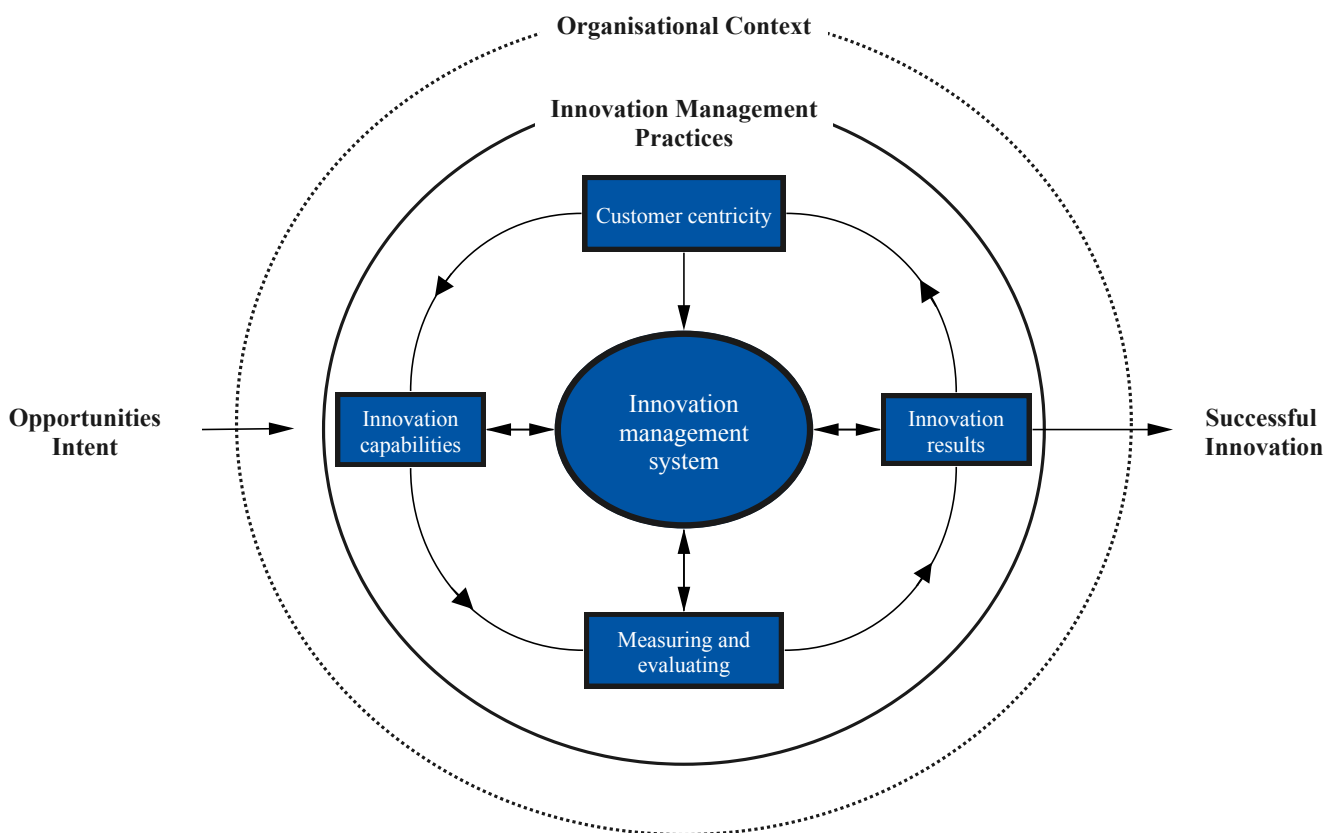 Organisational Context
Innovation Management
Practices
Customer centricity
Opportunities
Intent
Innovation
capabilities
Innovation
management
system
Innovation
results
Successful
Innovation
Measuring and
evaluating